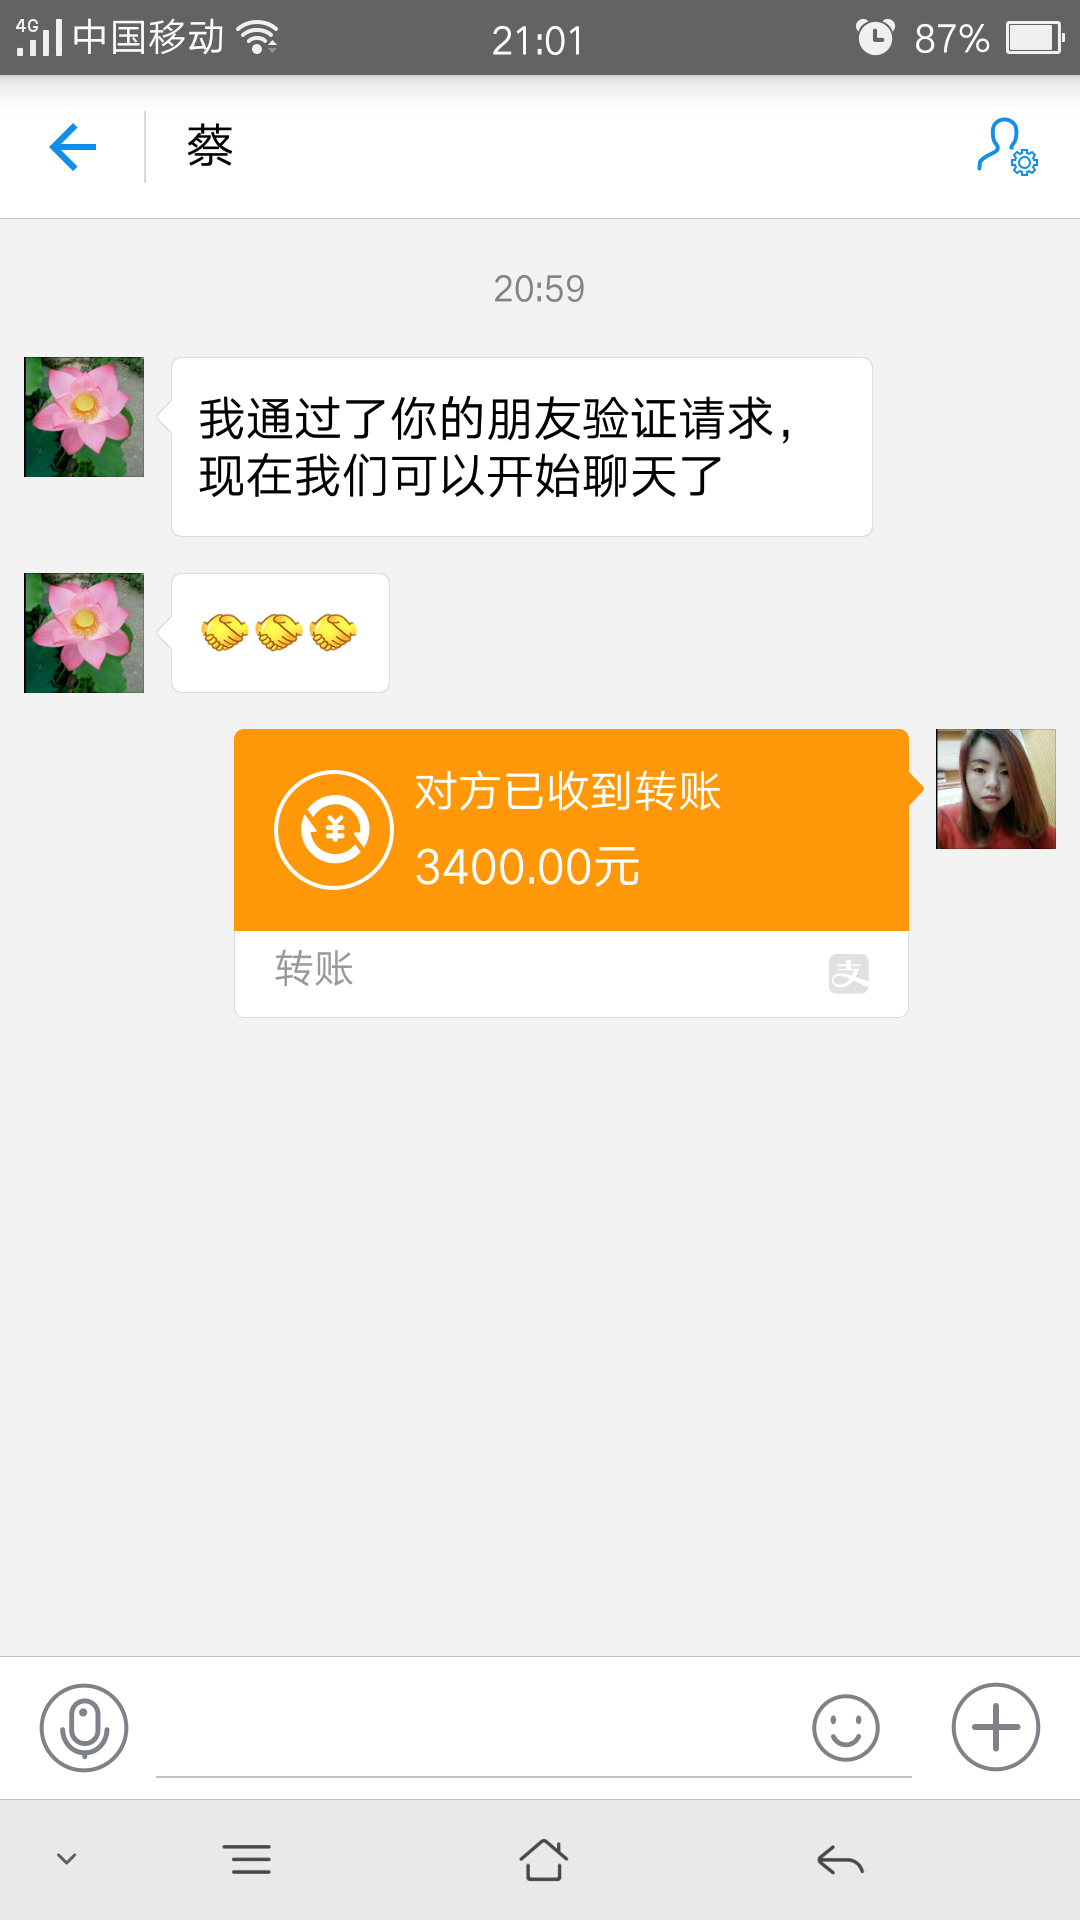 4G 中国移动 21:01 87%
蔡
20:59
我通过了你的朋友验证请求，
现在我们可以开始聊天了
对方已收到转账
3400.00元
转账
支